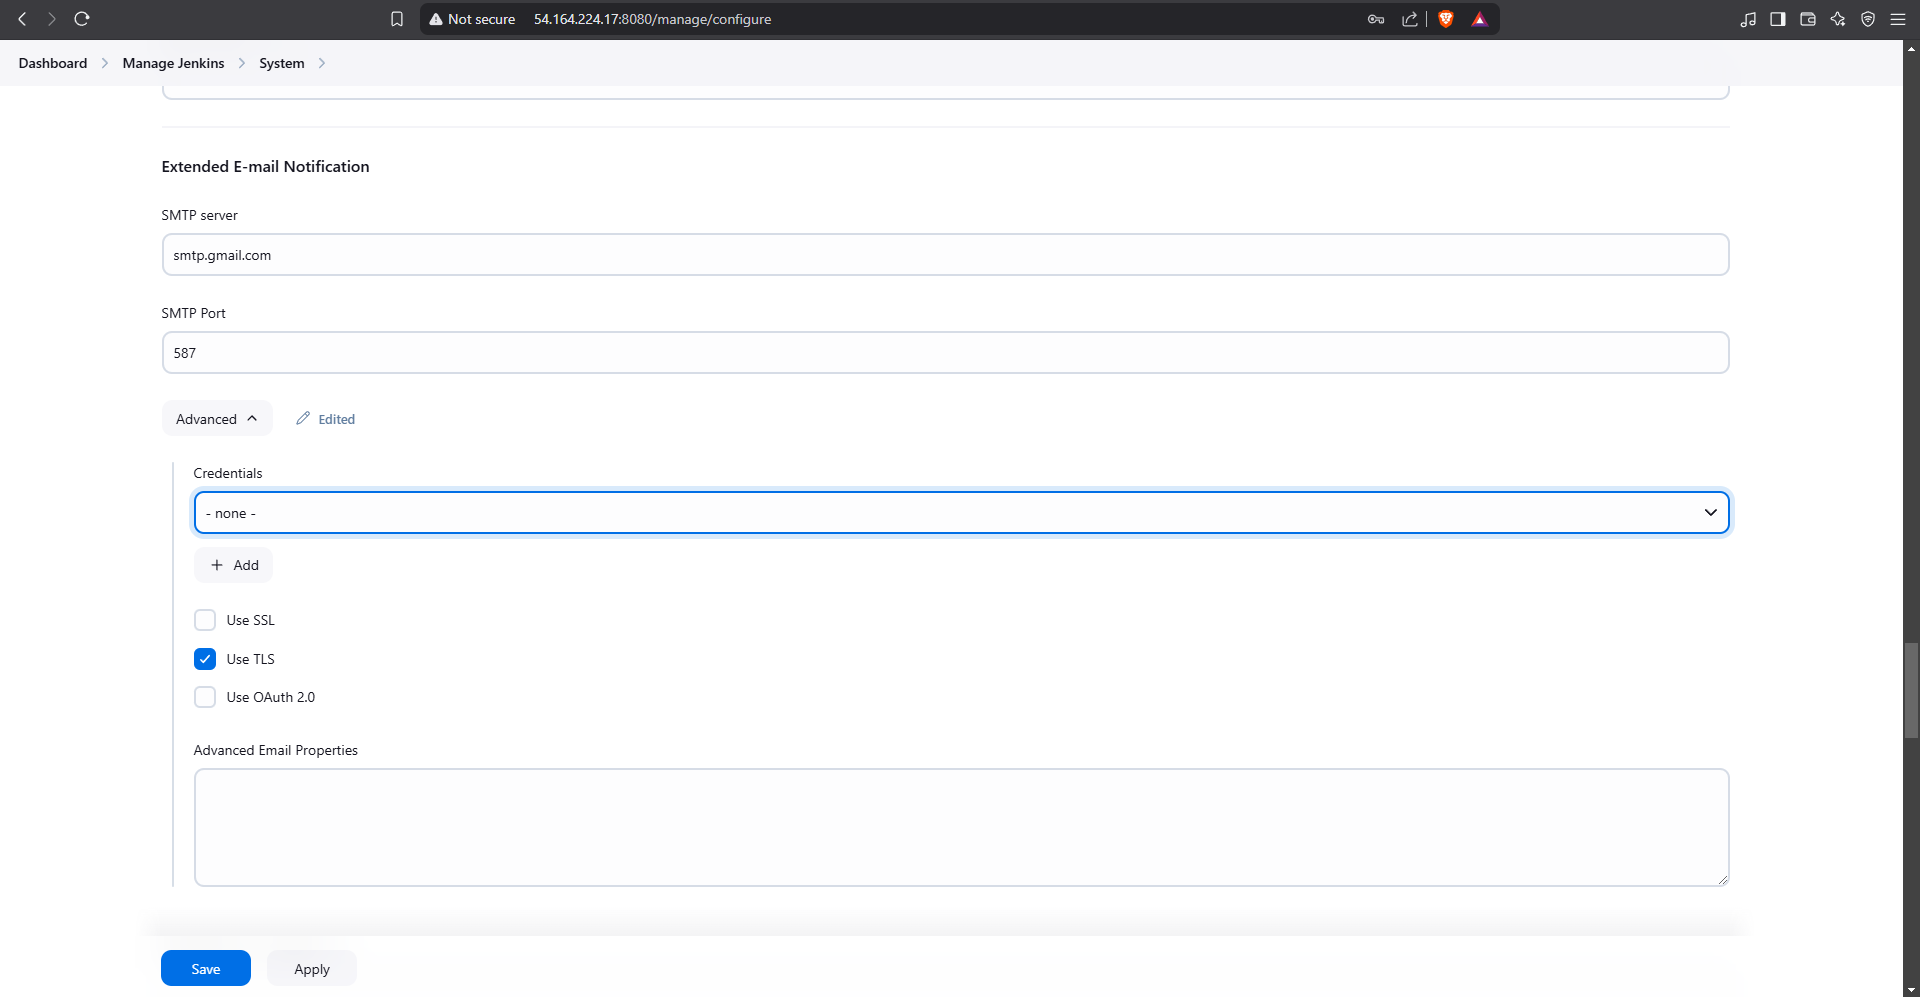 Not secure 54.164.224.17:8080/manage/configure
Dashboard Manage Jenkins System
Extended E-mail Notification
SMTP server
smtp.gmail.com
SMTP Port
587
Advanced Edited
Credentials
- none -
Add
Use SSL
Use TLS
Use OAuth 2.0
Advanced Email Properties
Save Apply